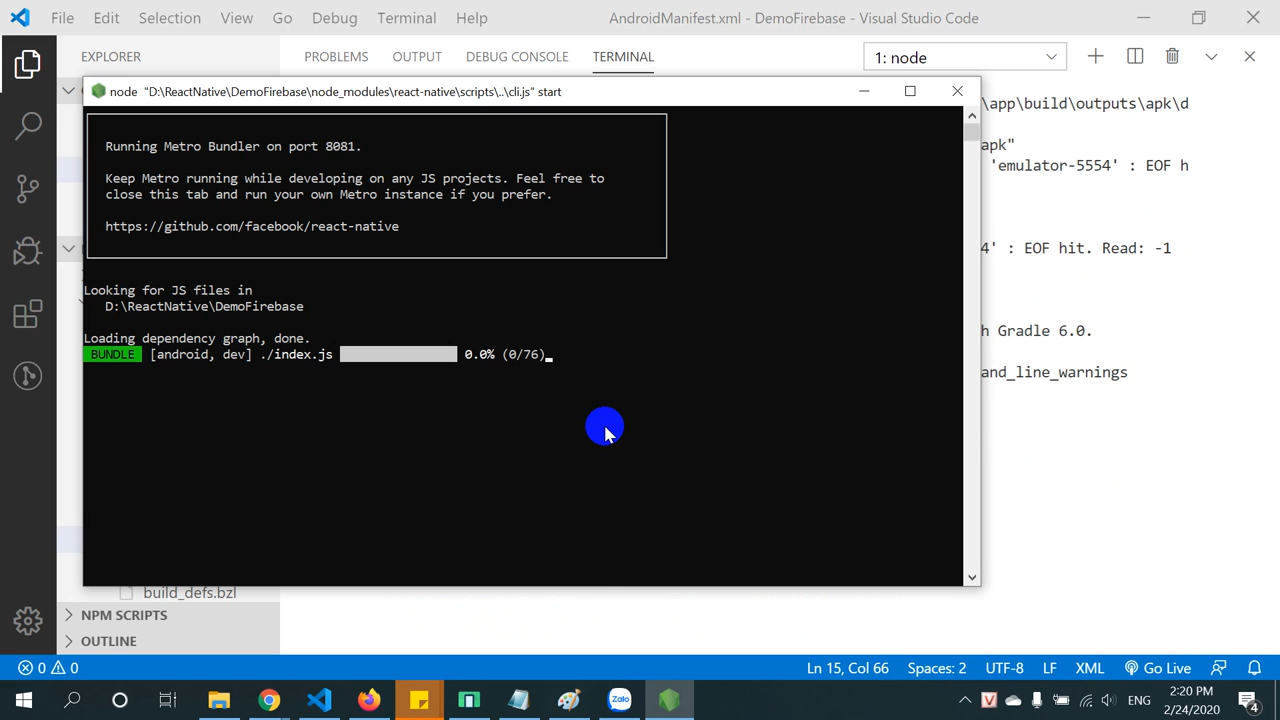 File Edit Selection View Go Debug Terminal Help AndroidManifest.xml - DemoFirebase - Visual Studio Code
EXPLORER PROBLEMS OUTPUT DEBUG CONSOLE TERMINAL 1: node
node "D:\ReactNative\DemoFirebase\node_modules\react-native\scripts\..\cli.js" start
\app\build\outputs\apk\d
apk"
'emulator-5554' : EOF h
4' : EOF hit. Read: -1
h Gradle 6.0.
and_line_warnings
Running Metro Bundler on port 8081.
Keep Metro running while developing on any JS projects. Feel free to
close this tab and run your own Metro instance if you prefer.
https://github.com/facebook/react-native
Looking for JS files in
D:\ReactNative\DemoFirebase
Loading dependency graph, done.
BUNDLE [android, dev] ./index.js 0.0% (0/76)
build_defs.bzl
NPM SCRIPTS
OUTLINE
0 0 Ln 15, Col 66 Spaces: 2 UTF-8 LF XML Go Live
Zalo V ENG 2:20 PM
2/24/2020 4